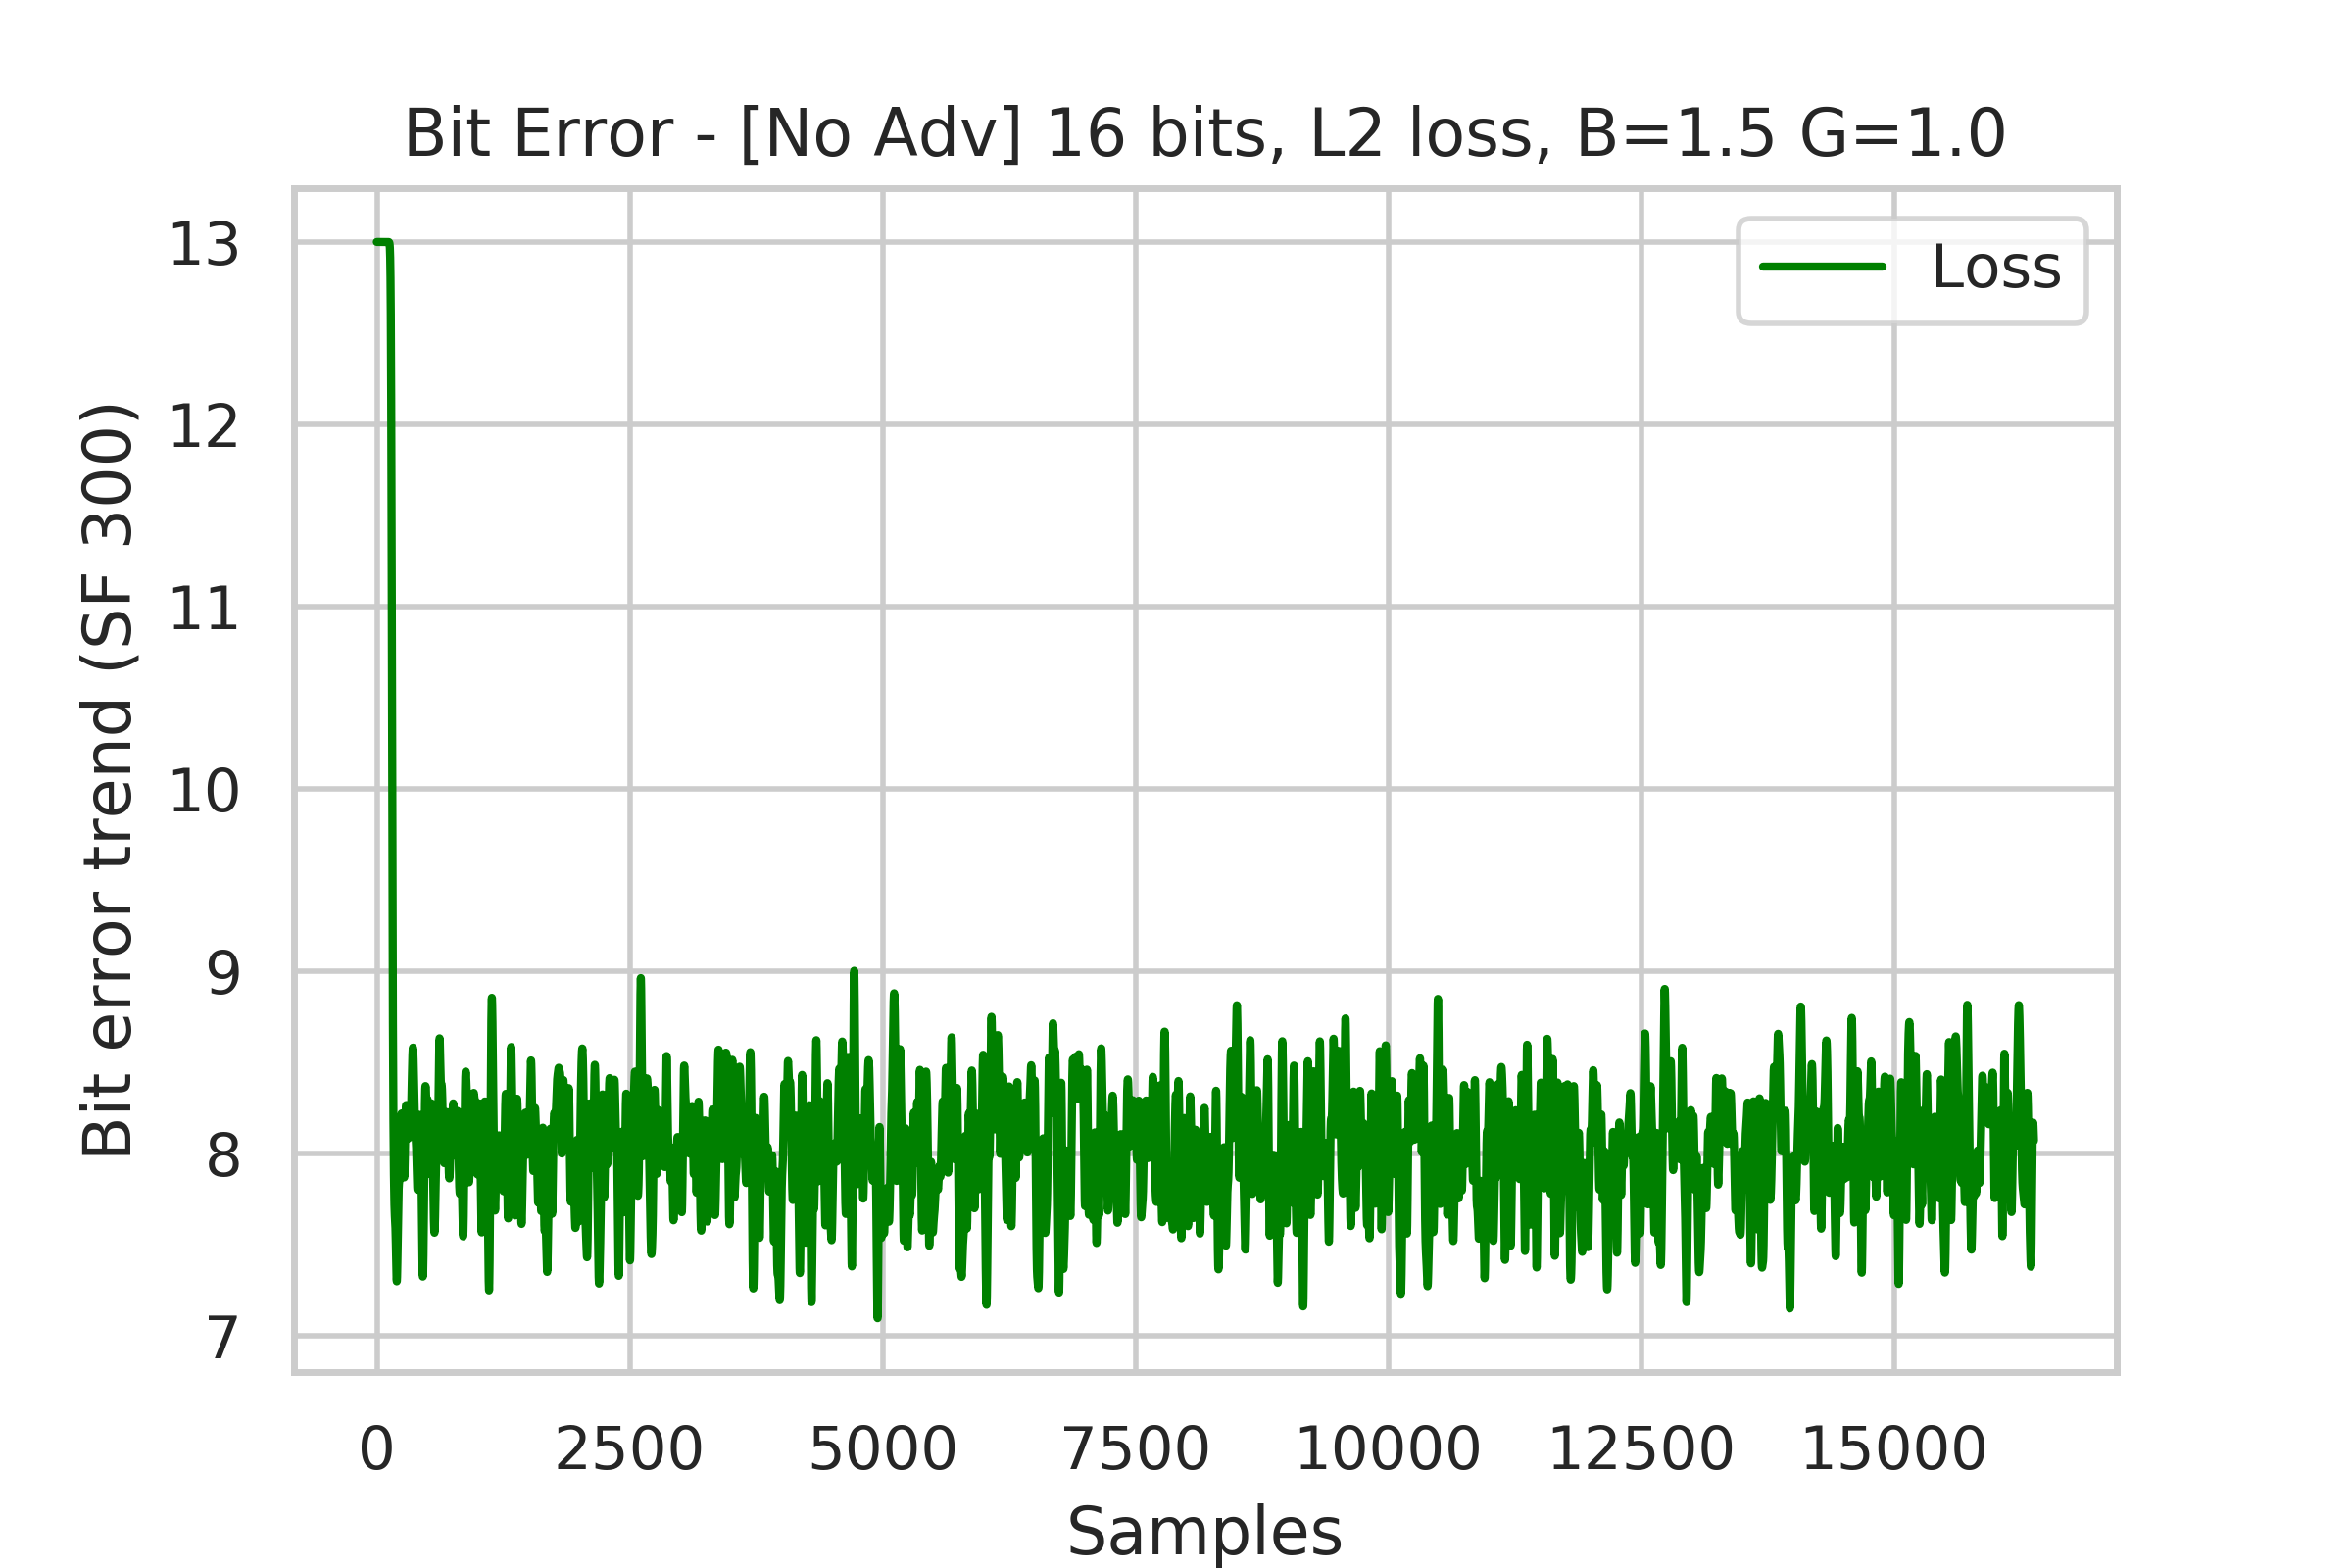 Bit Error - [No Adv] 16 bits, L2 loss, B=1.5 G=1.0
Loss
Bit error trend (SF 300)
13
12
11
10
9
8
7
0 2500 5000 7500 10000 12500 15000
Samples